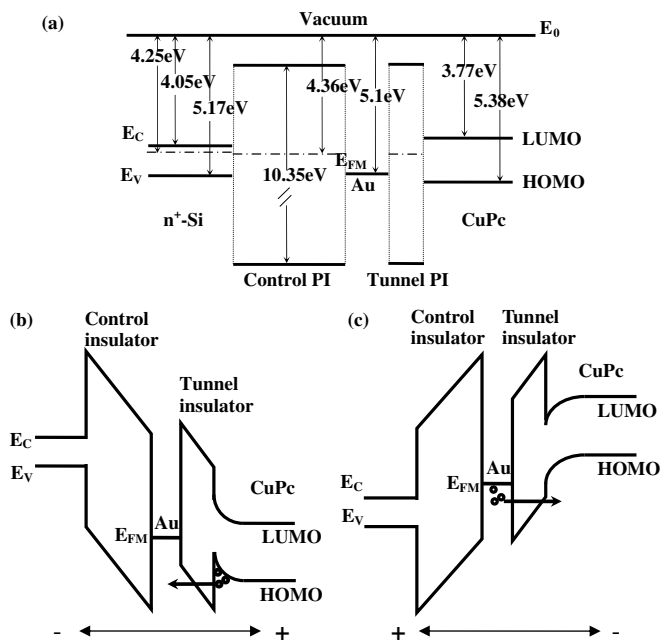 Vacuum
(a)
E0
4.25eV
4.05eV
5.17eV
4.36eV
5.1eV
3.77eV
5.38eV
EC
EV
10.35eV
EFM
Au
LUMO
HOMO
n+-Si
CuPc
Control PI
Tunnel PI
(b)
Control
insulator
Tunnel
insulator
EC
EV
CuPc
EFM
Au
LUMO
HOMO
-
+
(c)
Control
insulator
Tunnel
insulator
CuPc
LUMO
EC
EFM
Au
HOMO
EV
+
-